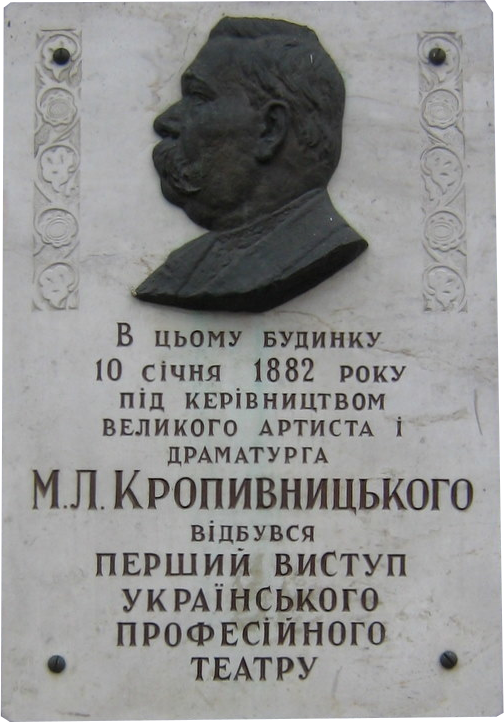 В цьому будинку
10 січня 1882 року
під керівництвом
великого артиста і
драматурга
М.Л. Кропивницького
відбувся
перший виступ
українського
професійного
театру